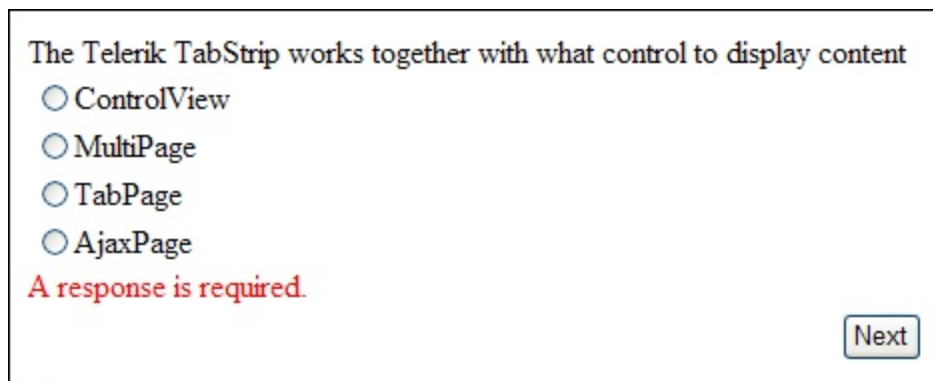 The Telerik TabStrip works together with what control to display content
ControlView
MultiPage
TabPage
AjaxPage
A response is required.
Next